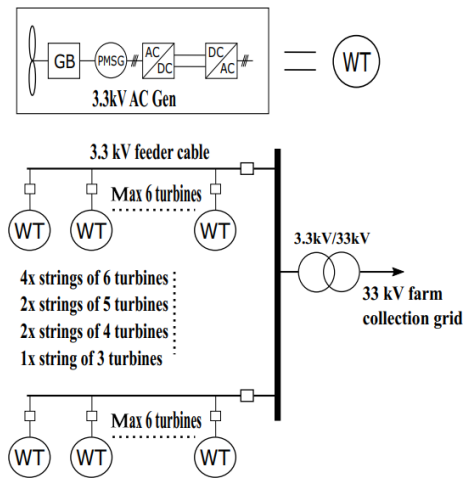 GB
PMSG
AC
DC
DC
AC
WT
3.3kV AC Gen
3.3 kV feeder cable
Max 6 turbines
WT
WT
WT
3.3kV/33kV
4x strings of 6 turbines
2x strings of 5 turbines
2x strings of 4 turbines
1x string of 3 turbines
33 kV farm
collection grid
Max 6 turbines
WT
WT
WT